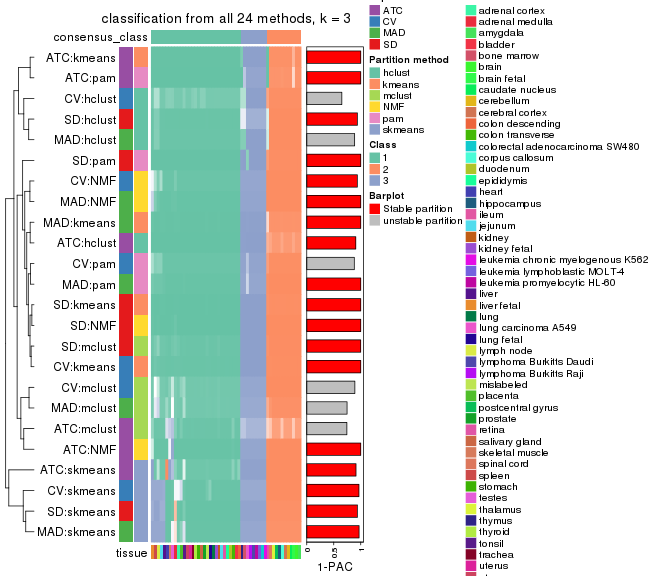 classification from all 24 methods, k = 3
consensus_class
ATC:kmeans
ATC:pam
CV:hclust
SD:hclust
MAD:hclust
SD:pam
CV:NMF
MAD:NMF
MAD:kmeans
ATC:hclust
CV:pam
MAD:pam
SD:kmeans
SD:NMF
SD:mclust
CV:kmeans
CV:mclust
MAD:mclust
ATC:mclust
ATC:NMF
ATC:skmeans
CV:skmeans
SD:skmeans
MAD:skmeans
tissue
0
0.5
1
1-PAC
ATC
CV
MAD
SD
Partition method
hclust
kmeans
mclust
NMF
pam
skmeans
Class
1
2
3
Barplot
Stable partition
unstable partition
adrenal cortex
adrenal medulla
amygdala
bladder
bone marrow
brain
brain fetal
caudate nucleus
cerebellum
cerebral cortex
colon descending
colon transverse
colorectal adenocarcinoma SW480
corpus callosum
duodenum
epididymis
heart
hippocampus
ileum
jejunum
kidney
kidney fetal
leukemia chronic myelogenous K562
leukemia lymphoblastic MOLT-4
leukemia promyelocytic HL-60
liver
liver fetal
lung
lung carcinoma A549
lung fetal
lymph node
lymphoma Burkitts Daudi
lymphoma Burkitts Raji
mislabeled
placenta
postcentral gyrus
prostate
retina
salivary gland
skeletal muscle
spinal cord
spleen
stomach
testes
thalamus
thymus
thyroid
tonsil
trachea
uterus